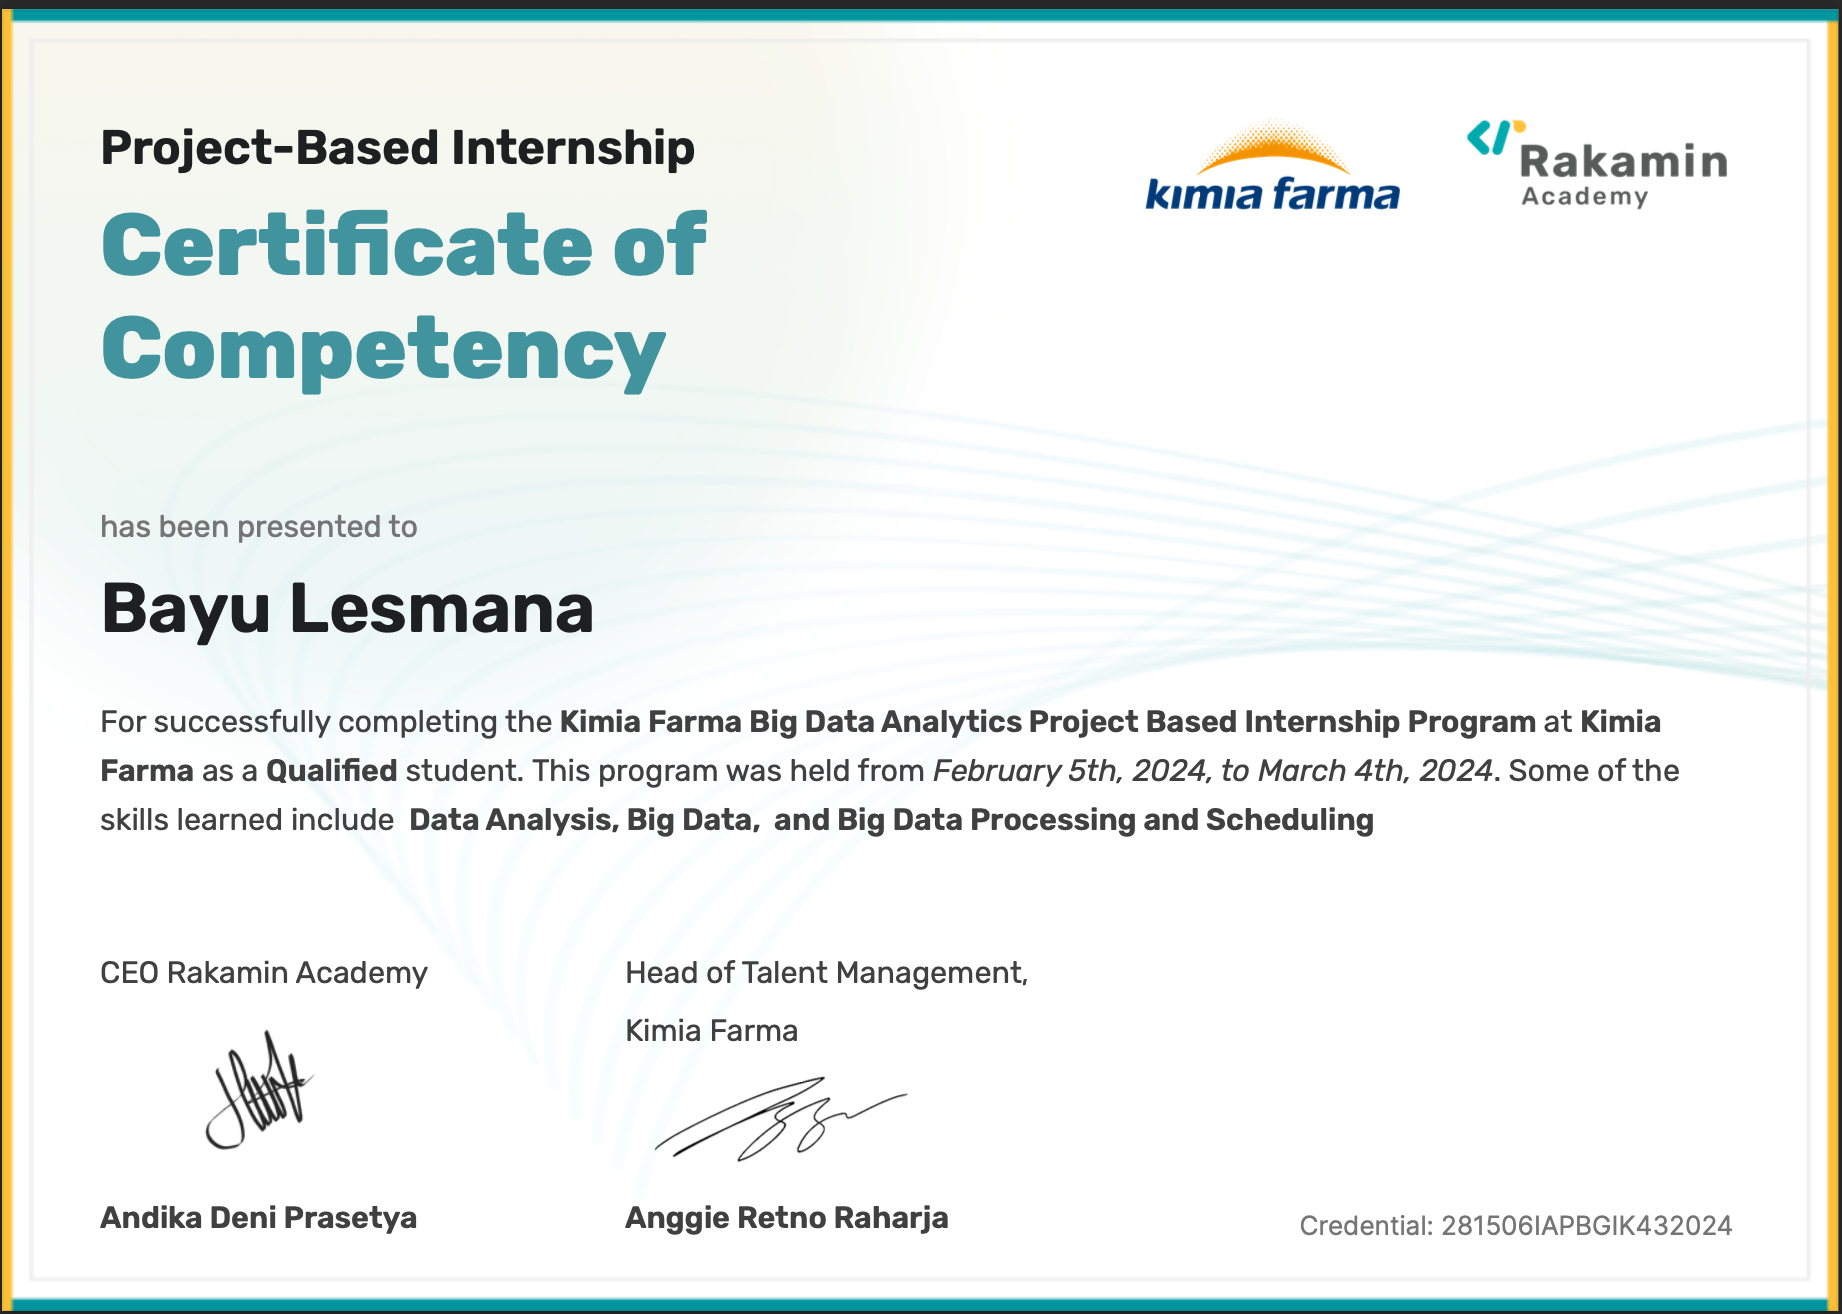 Project-Based Internship
kimia farma
Rakamin
Academy
Certificate of
Competency
has been presented to
Bayu Lesmana
For successfully completing the Kimia Farma Big Data Analytics Project Based Internship Program at Kimia
Farma as a Qualified student. This program was held from February 5th, 2024, to March 4th, 2024. Some of the
skills learned include Data Analysis, Big Data, and Big Data Processing and Scheduling
CEO Rakamin Academy
Head of Talent Management,
Kimia Farma
Andika Deni Prasetya
Anggie Retno Raharja
Credential: 281506IAPBGIK432024